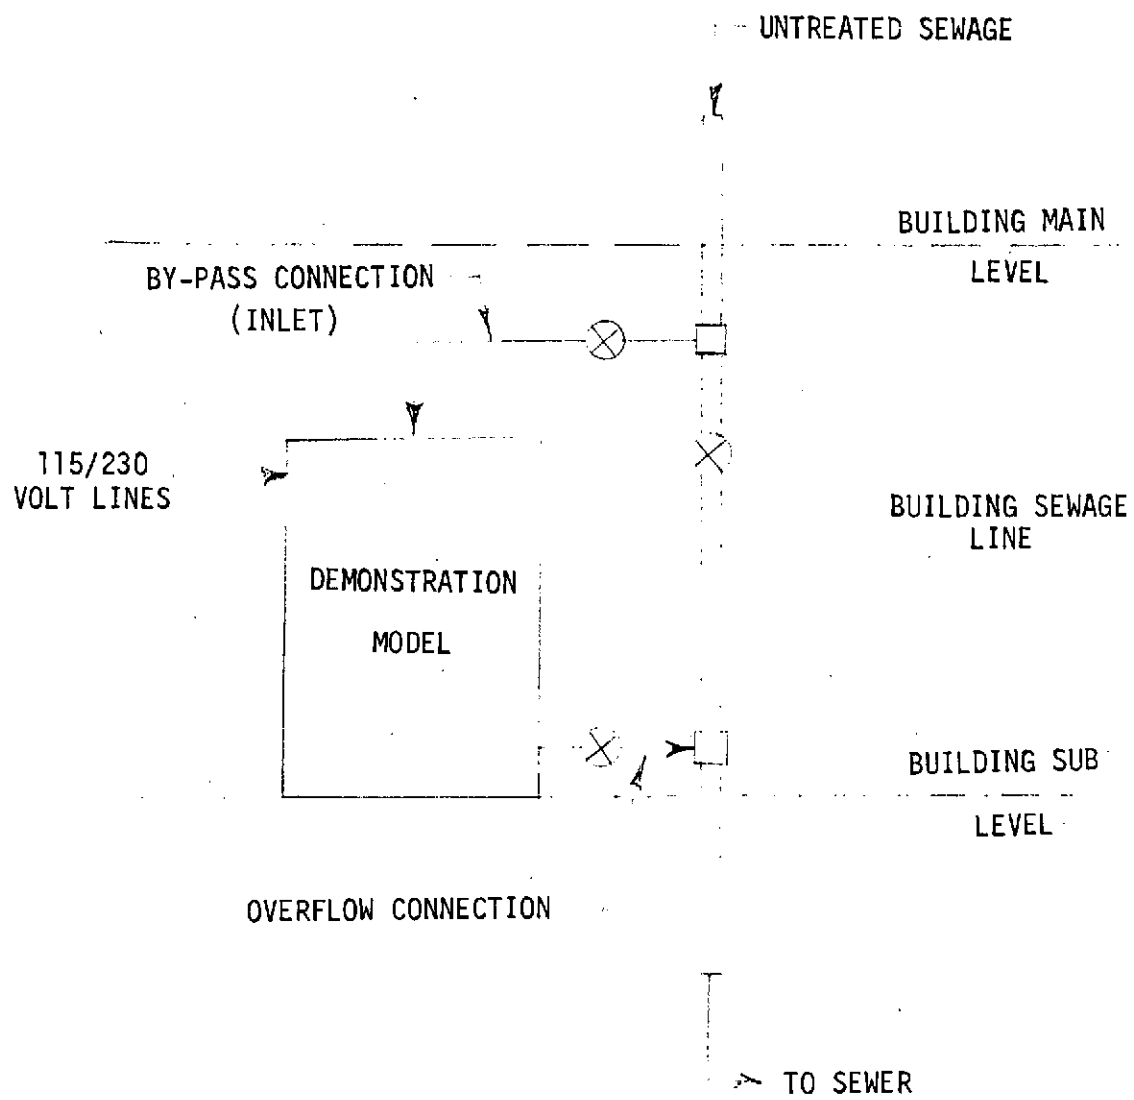 UNTREATED SEWAGE
BUILDING MAIN
LEVEL
BY-PASS CONNECTION
(INLET)
115/230
VOLT LINES
BUILDING SEWAGE
LINE
DEMONSTRATION
MODEL
BUILDING SUB
LEVEL
OVERFLOW CONNECTION
TO SEWER